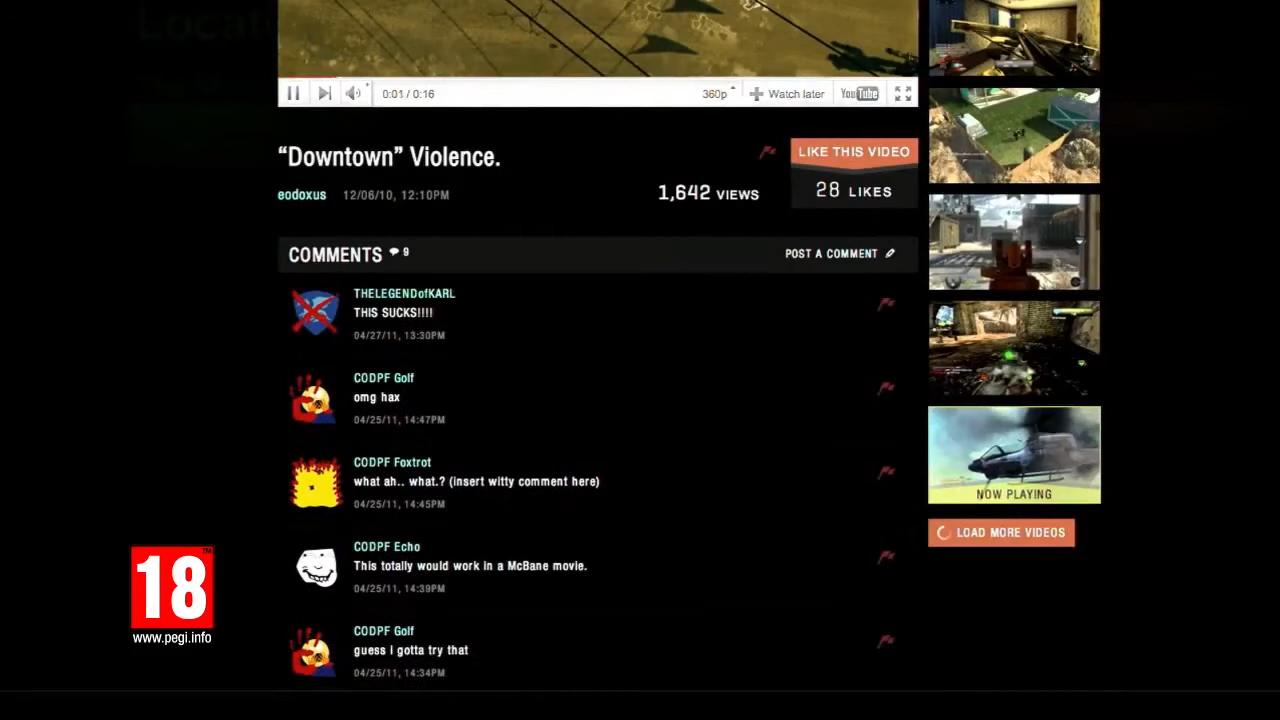 0:01 / 0:16
360p
Watch later
YouTube
“Downtown” Violence.
LIKE THIS VIDEO
eodoxus
12/06/10, 12:10PM
1,642 VIEWS
28 LIKES
COMMENTS 9
POST A COMMENT
THELEGENDofKARL
THIS SUCKS!!!!
04/27/11, 13:30PM
CODPF Golf
omg hax
04/25/11, 14:47PM
CODPF Foxtrot
what ah.. what.? (insert witty comment here)
04/25/11, 14:45PM
CODPF Echo
This totally would work in a McBane movie.
04/25/11, 14:39PM
CODPF Golf
guess I gotta try that
04/25/11, 14:34PM
NOW PLAYING
LOAD MORE VIDEOS
18™
www.pegi.info